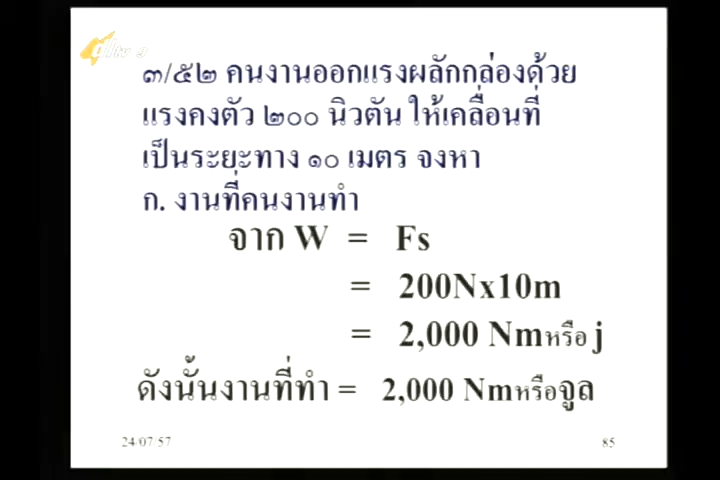 ๓/๕๒ คนงานออกแรงผลักกล่องด้วย
แรงคงตัว ๒๐๐ นิวตัน ให้เคลื่อนที่
เป็นระยะทาง ๑๐ เมตร จงหา
ก. งานที่คนงานทำ
จาก W = Fs
= 200Nx10m
= 2,000 Nmหรือ j
ดังนั้นงานที่ทำ = 2,000 Nmหรือจูล
24/07/57 85